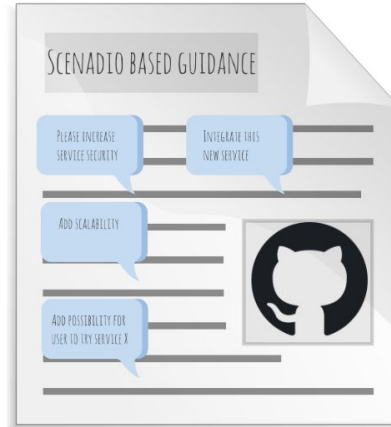 SCENADIO BASED GUIDANCE
PLEASE INCREASE
SERVICE SECURITY
INTEGRATE THIS
NEW SERVICE
ADD SCALABILITY
ADD POSSIBILITY FOR
USER TO TRY SERVICE X